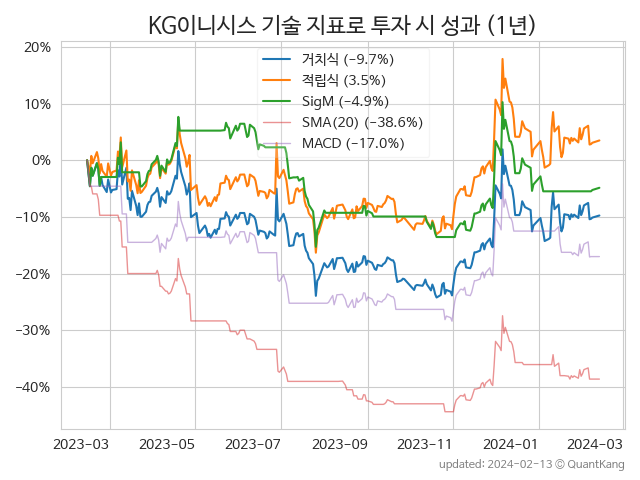 KG이니시스 기술 지표로 투자 시 성과 (1년)
거치식 (−9.7%)
적립식 (3.5%)
SigM (−4.9%)
SMA(20) (−38.6%)
MACD (−17.0%)
20%
10%
0%
−10%
−20%
−30%
−40%
2023−03
2023−05
2023−07
2023−09
2023−11
2024−01
2024−03
updated: 2024−02−13 © QuantKang